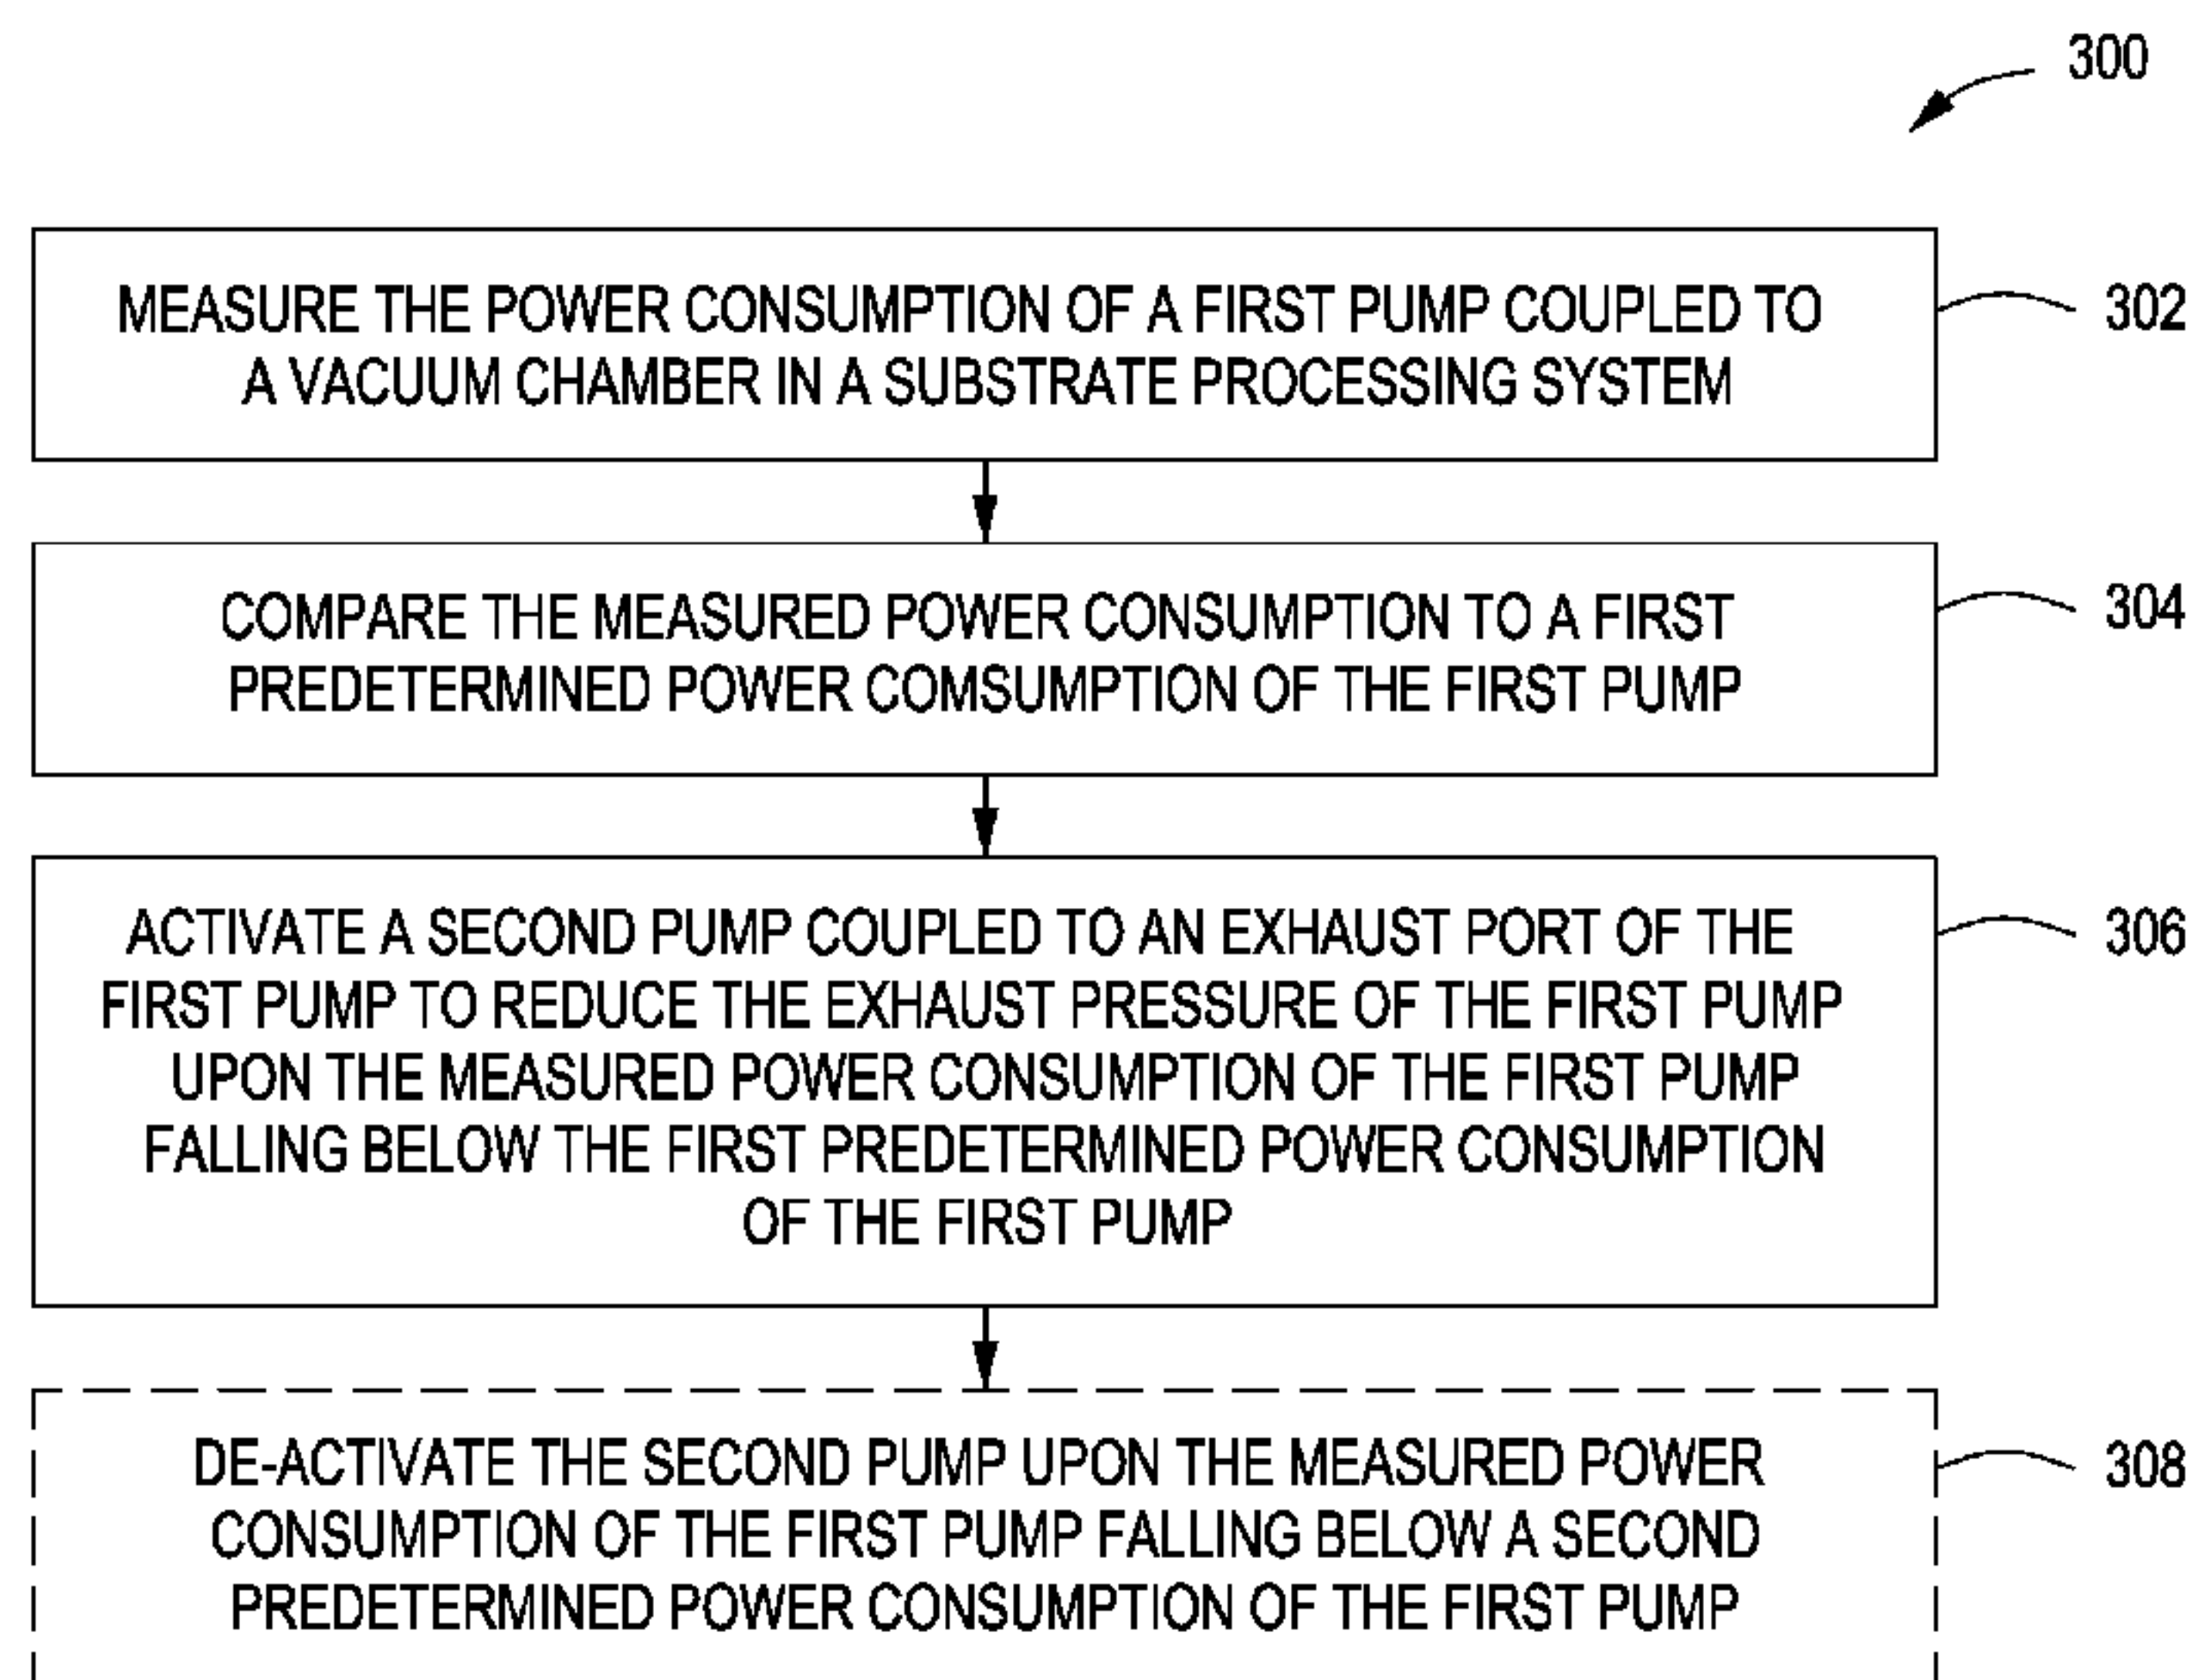 300
MEASURE THE POWER CONSUMPTION OF A FIRST PUMP COUPLED TO
A VACUUM CHAMBER IN A SUBSTRATE PROCESSING SYSTEM
302
COMPARE THE MEASURED POWER CONSUMPTION TO A FIRST
PREDETERMINED POWER COMSUMPTION OF THE FIRST PUMP
304
ACTIVATE A SECOND PUMP COUPLED TO AN EXHAUST PORT OF THE
FIRST PUMP TO REDUCE THE EXHAUST PRESSURE OF THE FIRST PUMP
UPON THE MEASURED POWER CONSUMPTION OF THE FIRST PUMP
FALLING BELOW THE FIRST PREDETERMINED POWER CONSUMPTION
OF THE FIRST PUMP
306
DE-ACTIVATE THE SECOND PUMP UPON THE MEASURED POWER
CONSUMPTION OF THE FIRST PUMP FALLING BELOW A SECOND
PREDETERMINED POWER CONSUMPTION OF THE FIRST PUMP
308